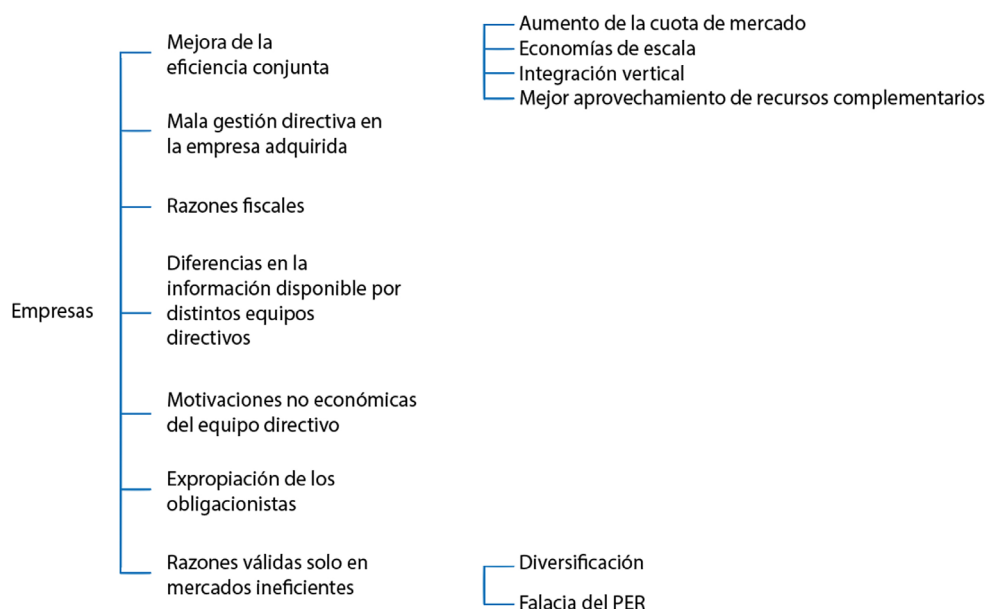 Empresas
Mejora de la
eficiencia conjunta
Aumento de la cuota de mercado
Economías de escala
Integración vertical
Mejor aprovechamiento de recursos complementarios
Mala gestión directiva en
la empresa adquirida
Razones fiscales
Diferencias en la
información disponible por
distintos equipos
directivos
Motivaciones no económicas
del equipo directivo
Expropiación de los
obligacionistas
Razones válidas solo en
mercados ineficientes
Diversificación
Falacia del PER